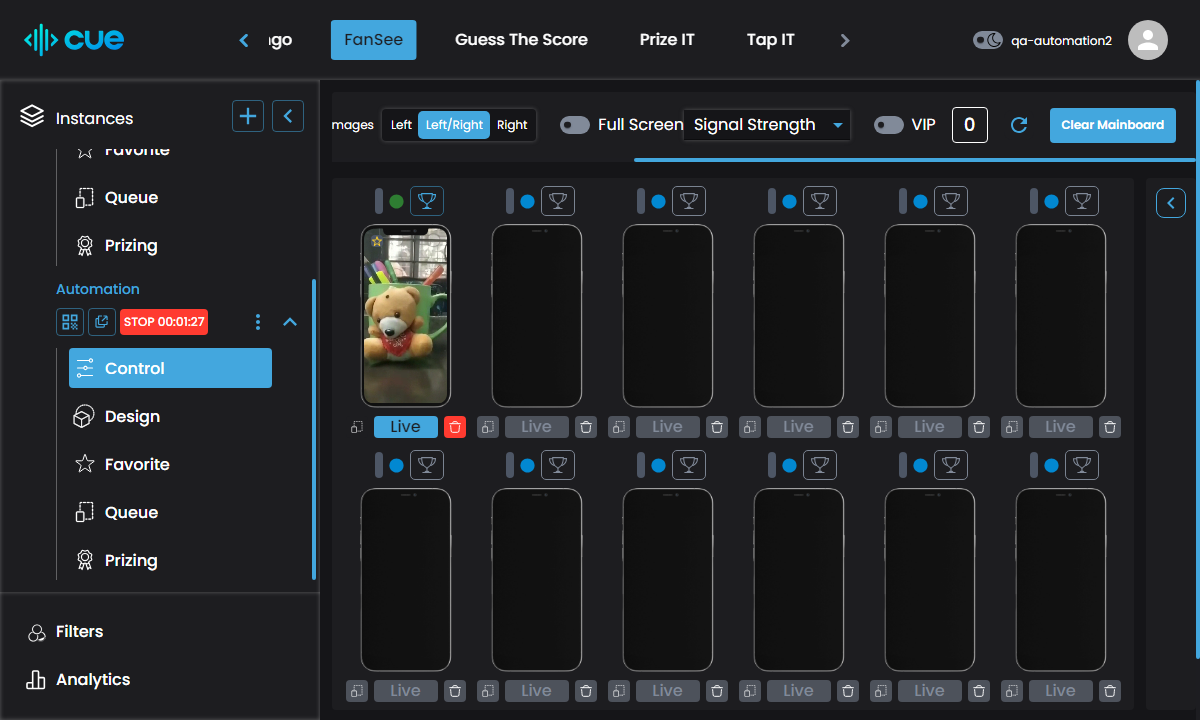 cue
ngo
FanSee
Guess The Score
Prize IT
Tap IT
qa-automation2
Instances
Favorite
Queue
Prizing
Automation
STOP 00:01:27
Control
Design
Favorite
Queue
Prizing
Filters
Analytics
mages
Left
Left/Right
Right
Full Screen
Signal Strength
VIP
0
Clear Mainboard
Live
Live
Live
Live
Live
Live
Live
Live
Live
Live
Live
Live